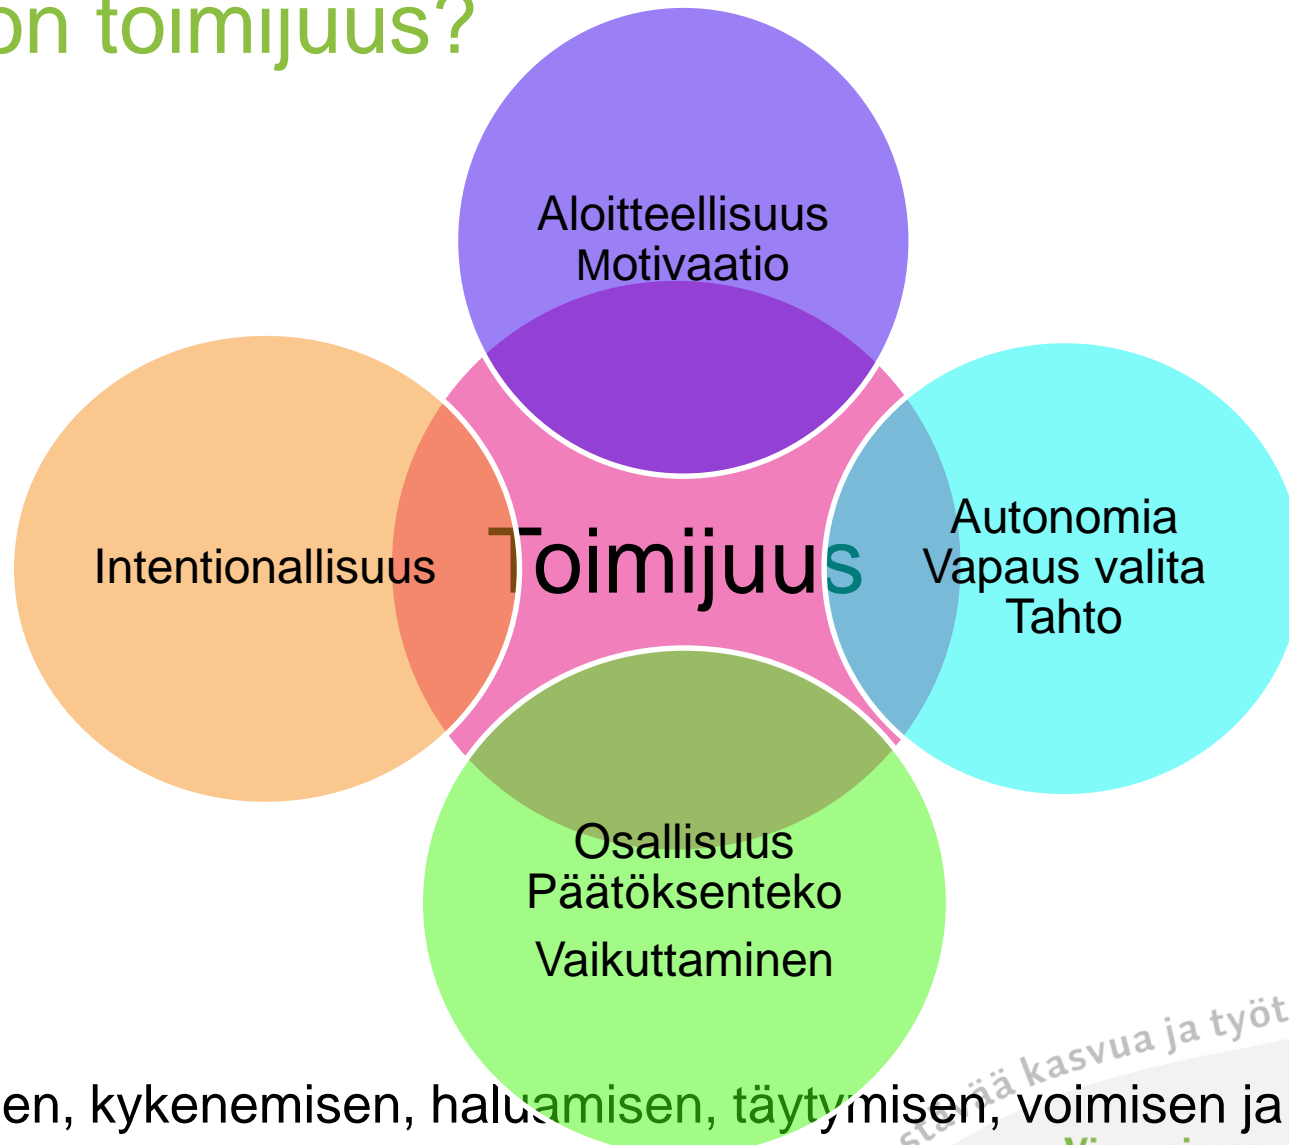 on toimijuus?
Aloitteellisuus
Motivaatio
Intentionallisuus
Toimijuus
Autonomia
Vapaus valita
Tahto
Osallisuus
Päätöksenteko
Vaikuttaminen
kasvua ja työt
en, kykenemisen, haluamisen, täytymisen, voimisen ja